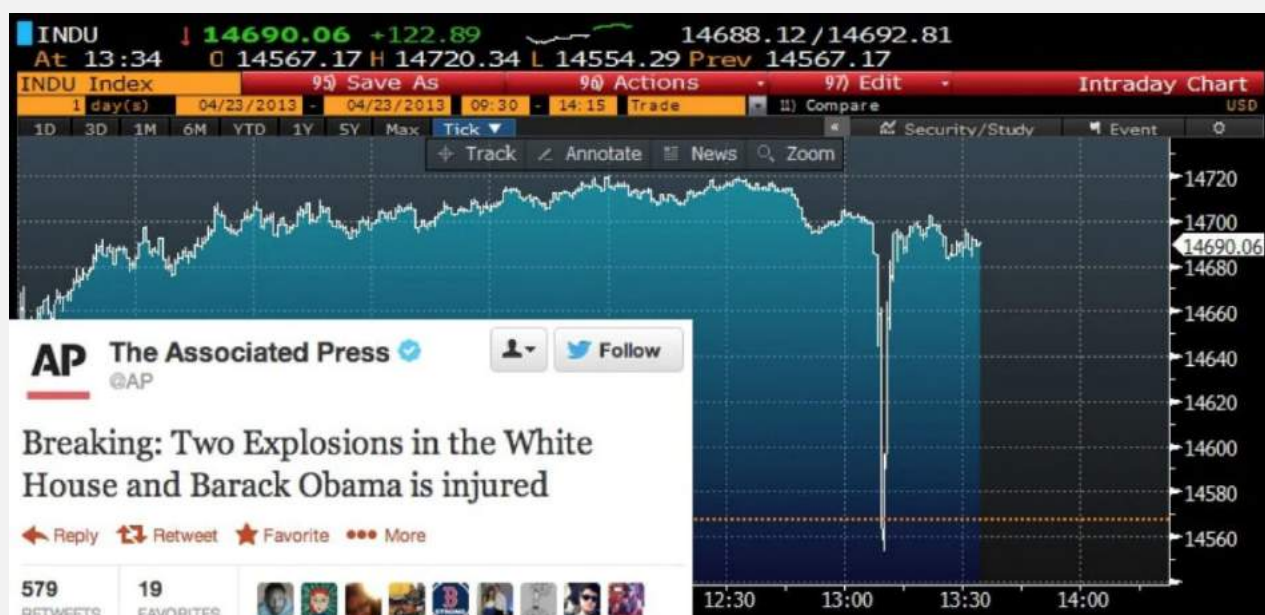 INDU ↓ 14690.06 +122.89 14688.12/14692.81
At 13:34 O 14567.17 H 14720.34 L 14554.29 Prev 14567.17
INDU Index 95) Save As 96) Actions 97) Edit Intraday Chart
1 day(s) 04/23/2013 - 04/23/2013 09:30 - 14:15 Trade 11) Compare USD
1D 3D 1M 6M YTD 1Y 5Y Max Tick ▼ « Security/Study Event
Track Annotate News Zoom
14720
14700
14690.06
14680
14660
14640
14620
14600
14580
14560
AP The Associated Press
@AP
Follow
Breaking: Two Explosions in the White
House and Barack Obama is injured
Reply Retweet Favorite More
579 19
RETWEETS FAVORITES
12:30 13:00 13:30 14:00